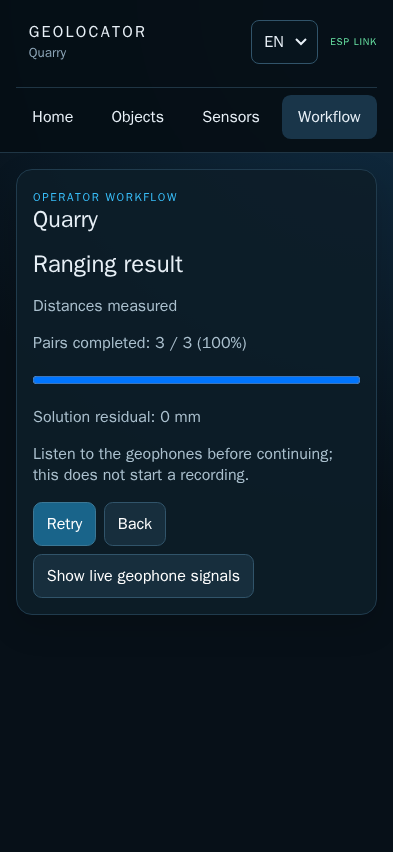 GEOLOCATOR
Quarry
EN
ESP LINK
Home
Objects
Sensors
Workflow
OPERATOR WORKFLOW
Quarry
Ranging result
Distances measured
Pairs completed: 3 / 3 (100%)
Solution residual: 0 mm
Listen to the geophones before continuing;
this does not start a recording.
Retry
Back
Show live geophone signals